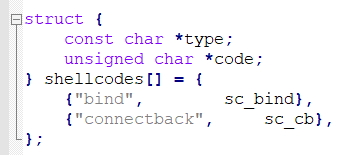 struct {
    const char *type;
    unsigned char *code;
} shellcodes[] = {
    {"bind",        sc_bind},
    {"connectback",     sc_cb},
};